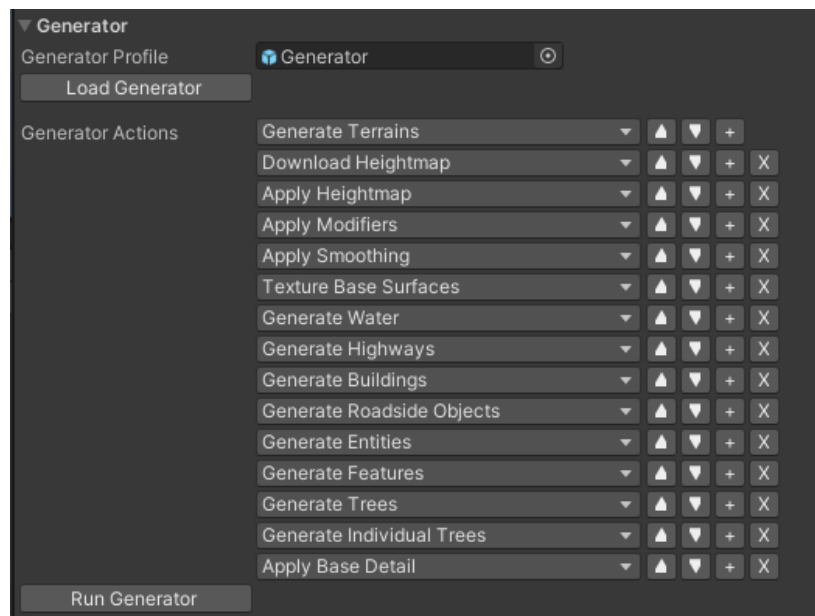 Generator
Generator Profile Generator
Load Generator
Generator Actions Generate Terrains +
Download Heightmap + X
Apply Heightmap + X
Apply Modifiers + X
Apply Smoothing + X
Texture Base Surfaces + X
Generate Water + X
Generate Highways + X
Generate Buildings + X
Generate Roadside Objects + X
Generate Entities + X
Generate Features + X
Generate Trees + X
Generate Individual Trees + X
Apply Base Detail + X
Run Generator